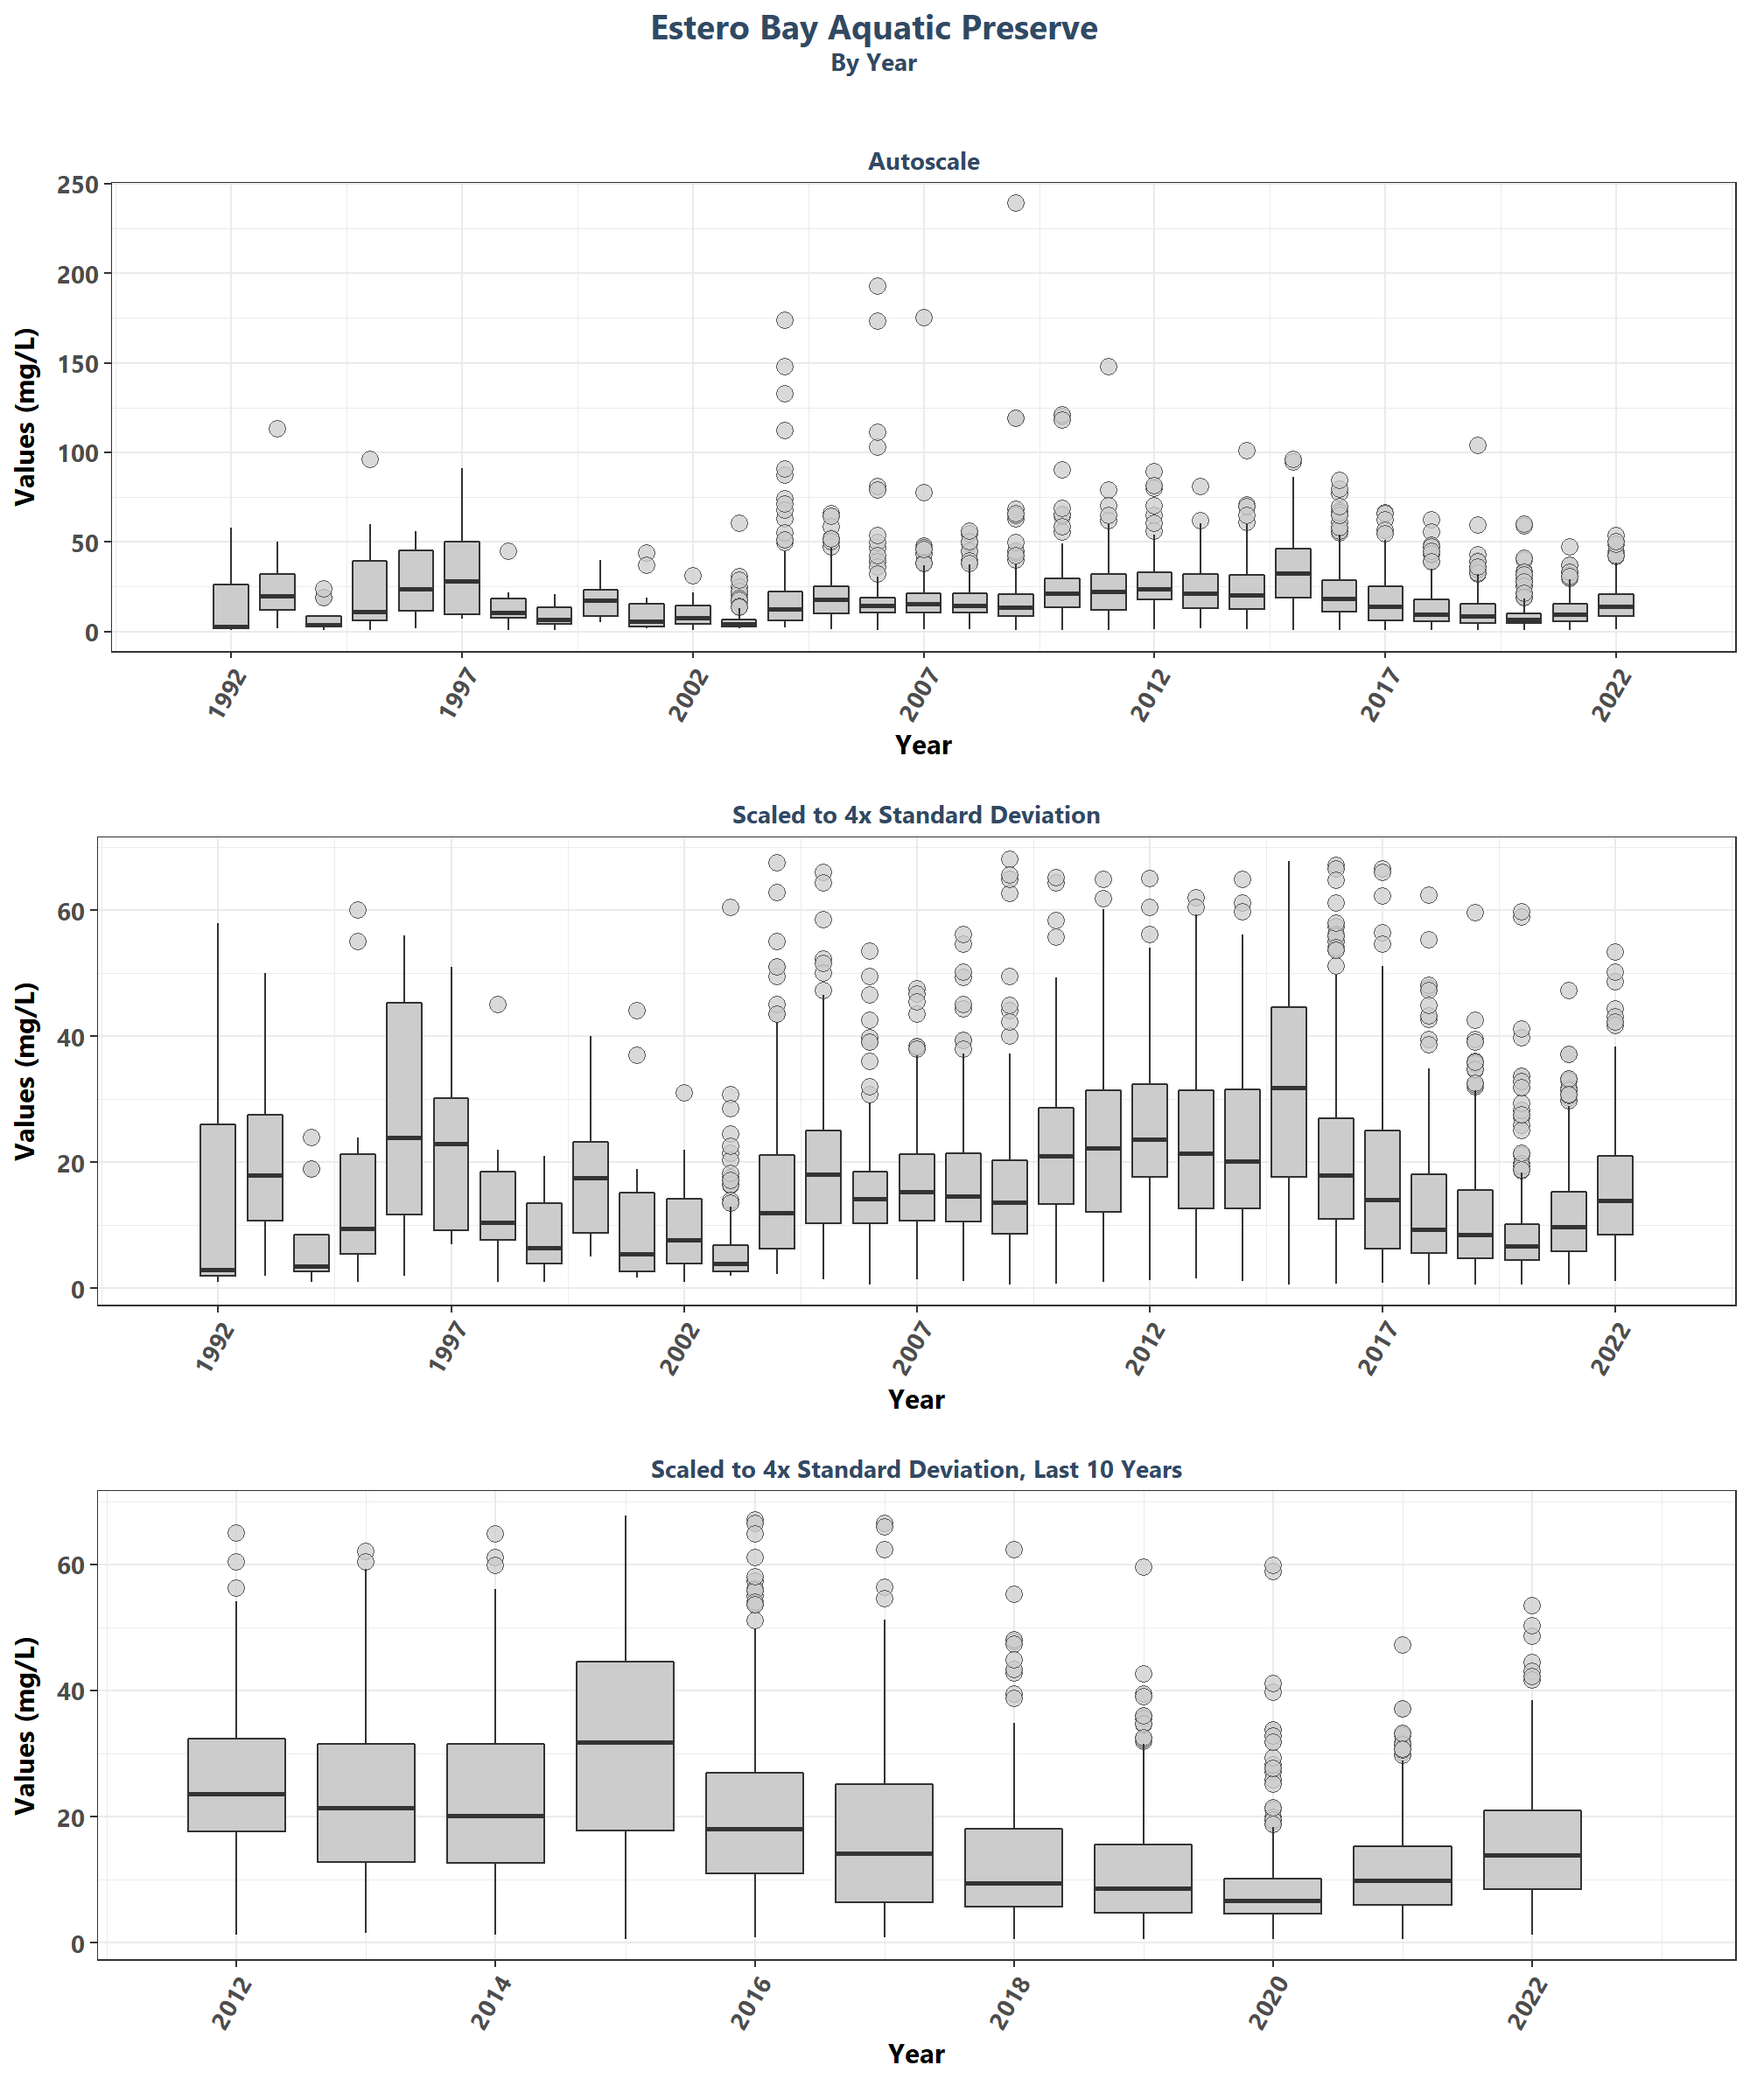 Estero Bay Aquatic Preserve
By Year
Autoscale
250
200
150
100
50
0
Values (mg/L)
1992 1997 2002 2007 2012 2017 2022
Year
Scaled to 4x Standard Deviation
60
40
20
0
Values (mg/L)
1992 1997 2002 2007 2012 2017 2022
Year
Scaled to 4x Standard Deviation, Last 10 Years
60
40
20
0
Values (mg/L)
2012 2014 2016 2018 2020 2022
Year